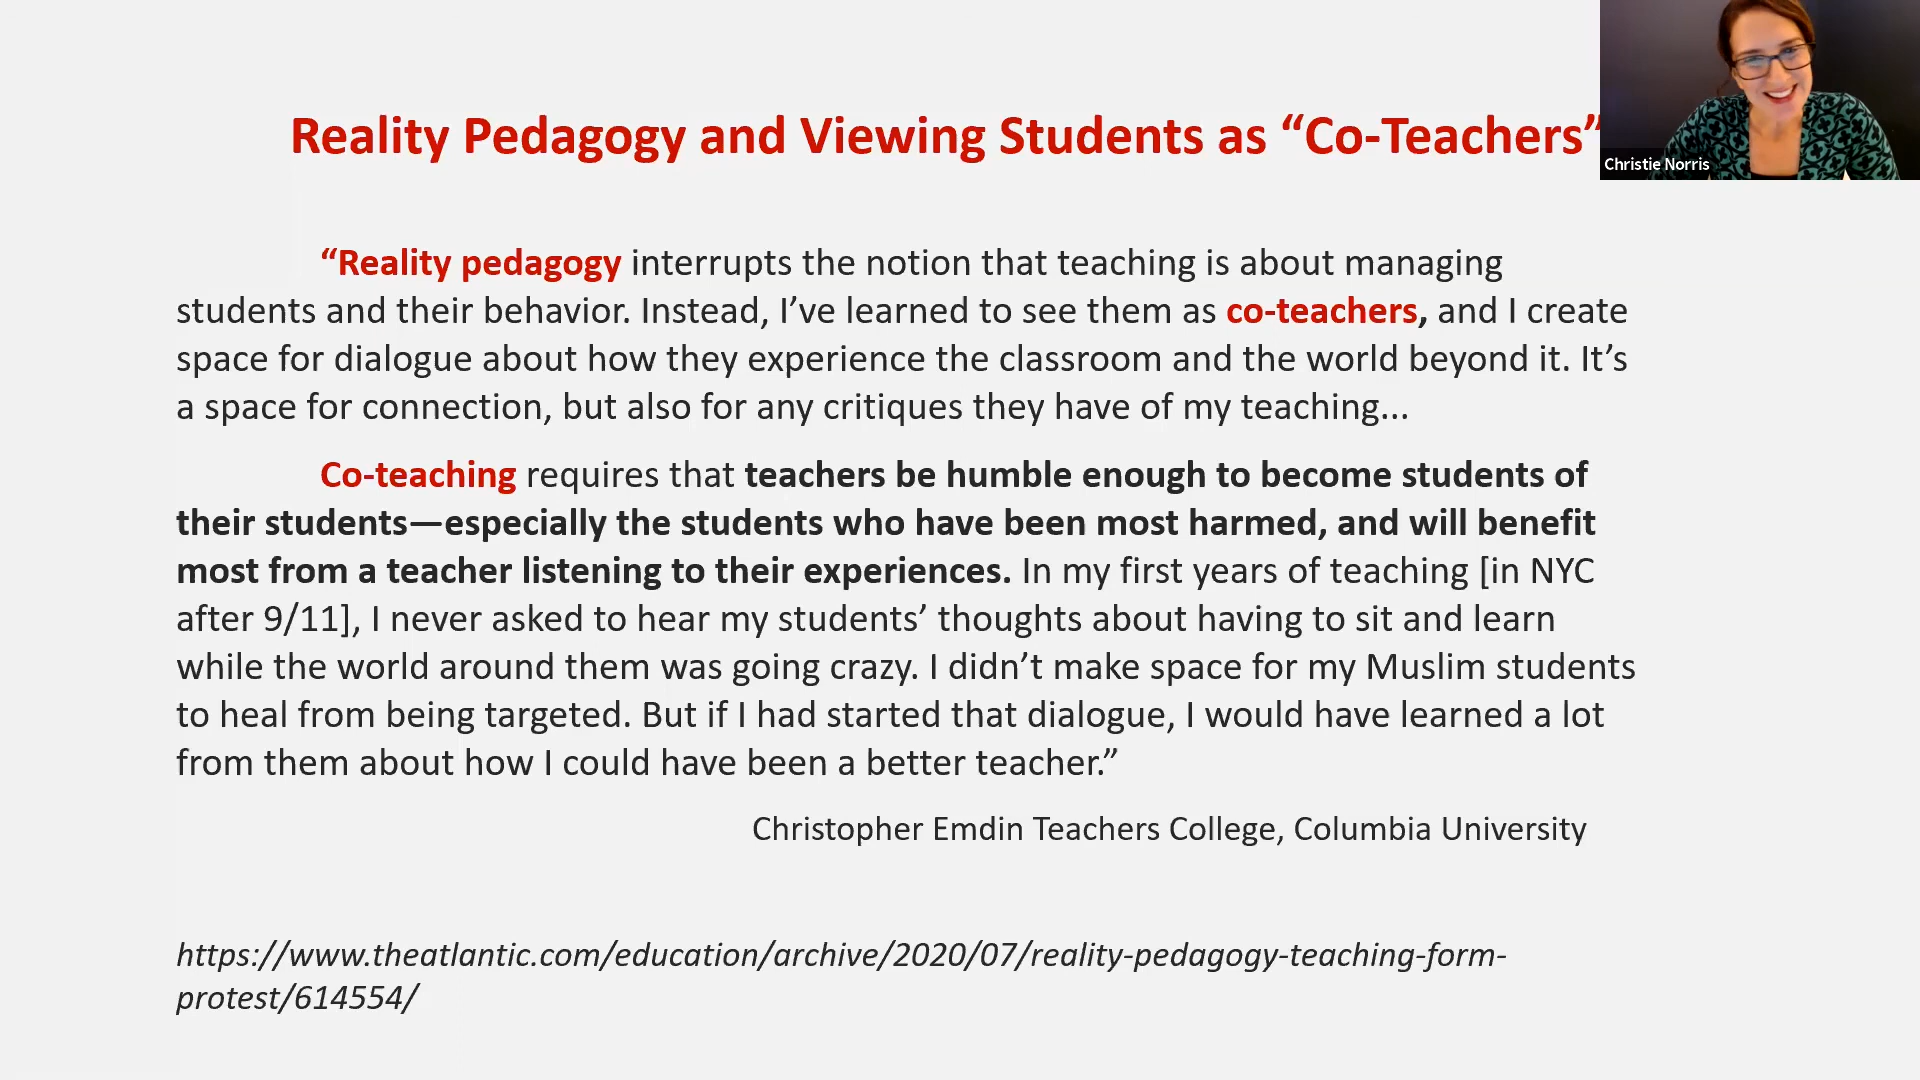 Reality Pedagogy and Viewing Students as “Co-Teachers”
Christie Norris
“Reality pedagogy interrupts the notion that teaching is about managing
students and their behavior. Instead, I’ve learned to see them as co-teachers, and I create
space for dialogue about how they experience the classroom and the world beyond it. It’s
a space for connection, but also for any critiques they have of my teaching...
Co-teaching requires that teachers be humble enough to become students of
their students—especially the students who have been most harmed, and will benefit
most from a teacher listening to their experiences. In my first years of teaching [in NYC
after 9/11], I never asked to hear my students’ thoughts about having to sit and learn
while the world around them was going crazy. I didn’t make space for my Muslim students
to heal from being targeted. But if I had started that dialogue, I would have learned a lot
from them about how I could have been a better teacher.”
Christopher Emdin Teachers College, Columbia University
https://www.theatlantic.com/education/archive/2020/07/reality-pedagogy-teaching-form-
protest/614554/